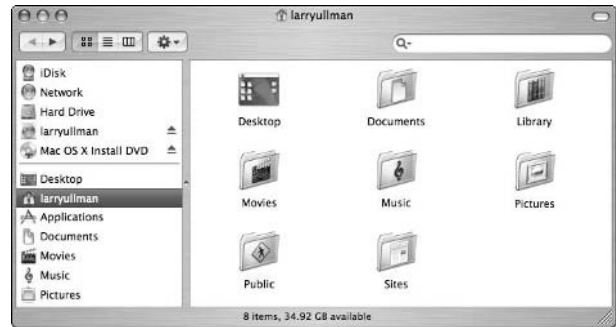 larryullman
iDisk
Network
Hard Drive
larryullman
Mac OS X Install DVD
Desktop
larryullman
Applications
Documents
Movies
Music
Pictures
Desktop
Documents
Library
Movies
Music
Pictures
Public
Sites
8 items, 34.92 GB available